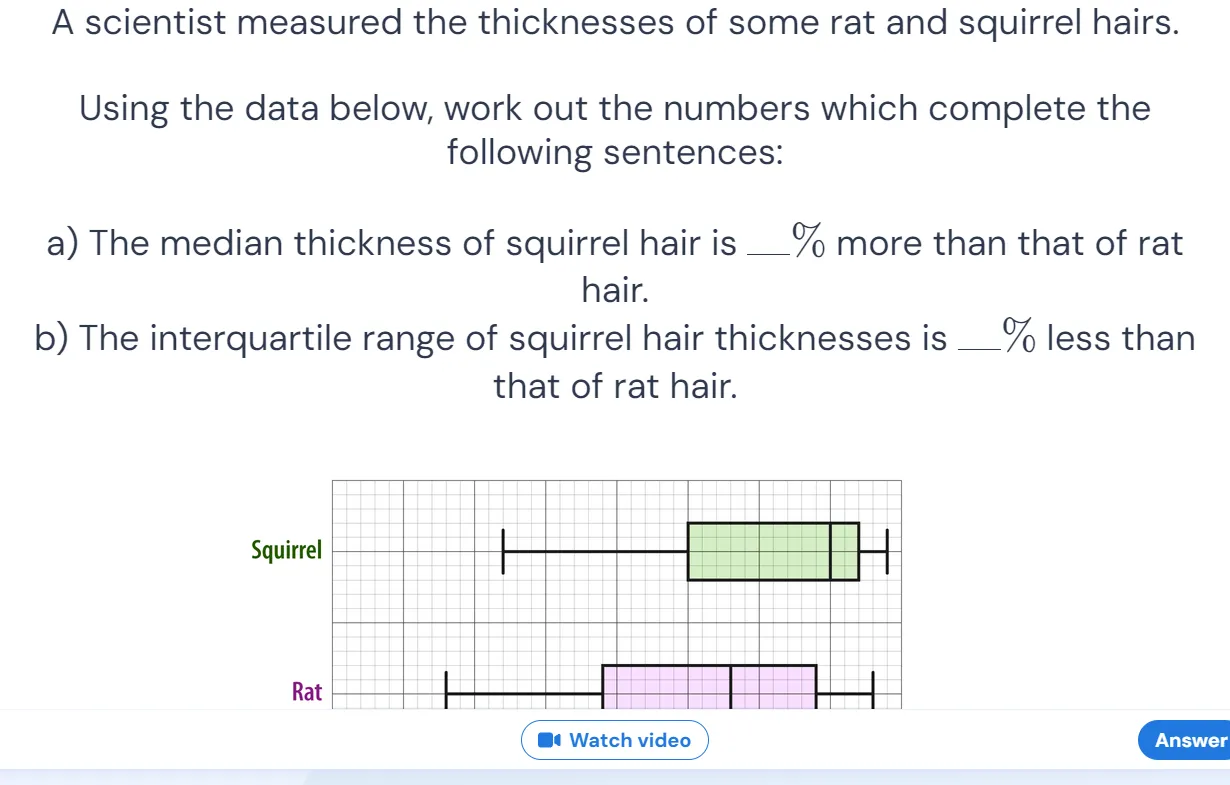 A scientist measured the thicknesses of some rat and squirrel hairs.
Using the data below, work out the numbers which complete the
following sentences:
a) The median thickness of squirrel hair is __% more than that of rat
hair.
b) The interquartile range of squirrel hair thicknesses is __% less than
that of rat hair.
Squirrel
Rat
Watch video
Answer